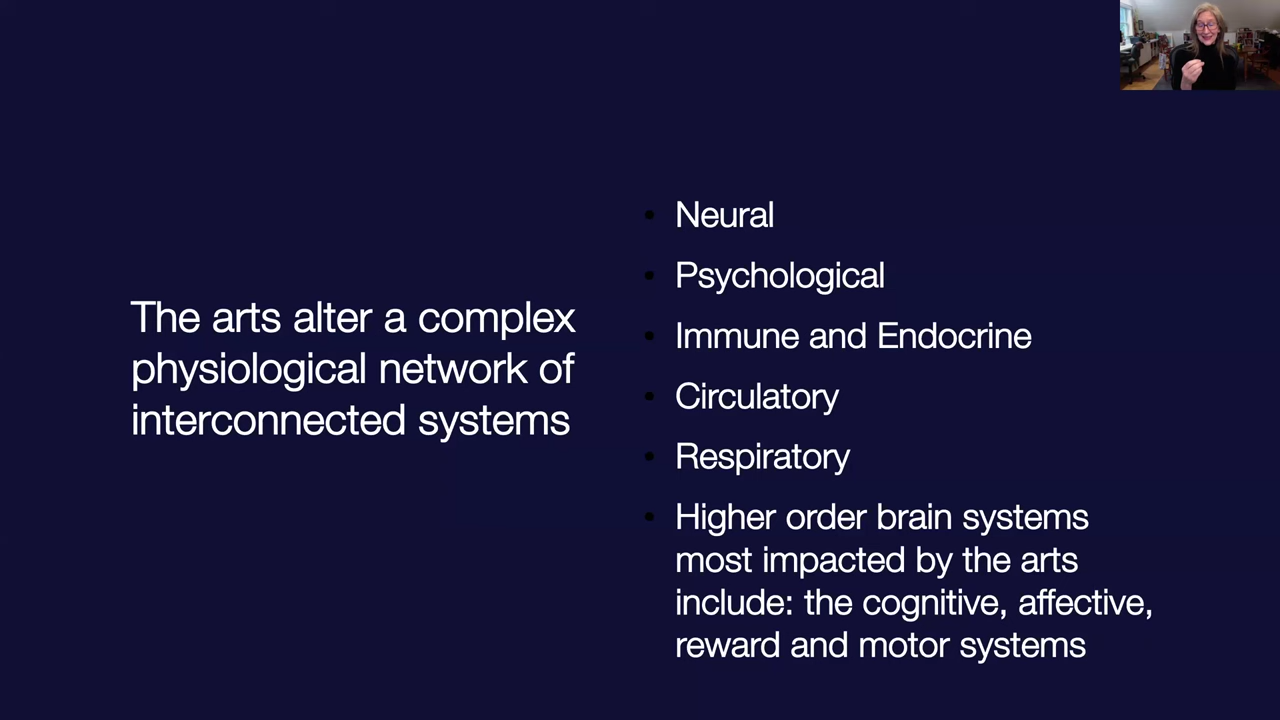 The arts alter a complex
physiological network of
interconnected systems
• Neural
• Psychological
• Immune and Endocrine
• Circulatory
• Respiratory
• Higher order brain systems
most impacted by the arts
include: the cognitive, affective,
reward and motor systems